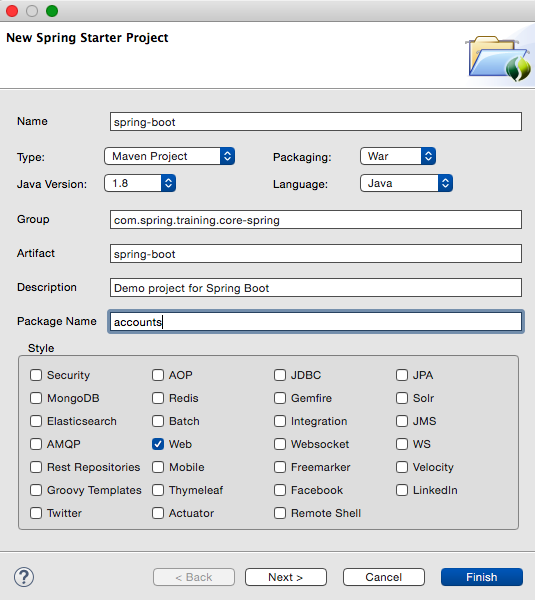 New Spring Starter Project
Name spring-boot
Type: Maven Project Packaging: War
Java Version: 1.8 Language: Java
Group com.spring.training.core-spring
Artifact spring-boot
Description Demo project for Spring Boot
Package Name accounts
Style
Security AOP JDBC JPA
MongoDB Redis Gemfire Solr
Elasticsearch Batch Integration JMS
AMQP Web Websocket WS
Rest Repositories Mobile Freemarker Velocity
Groovy Templates Thymeleaf Facebook LinkedIn
Twitter Actuator Remote Shell
? < Back Next > Cancel Finish